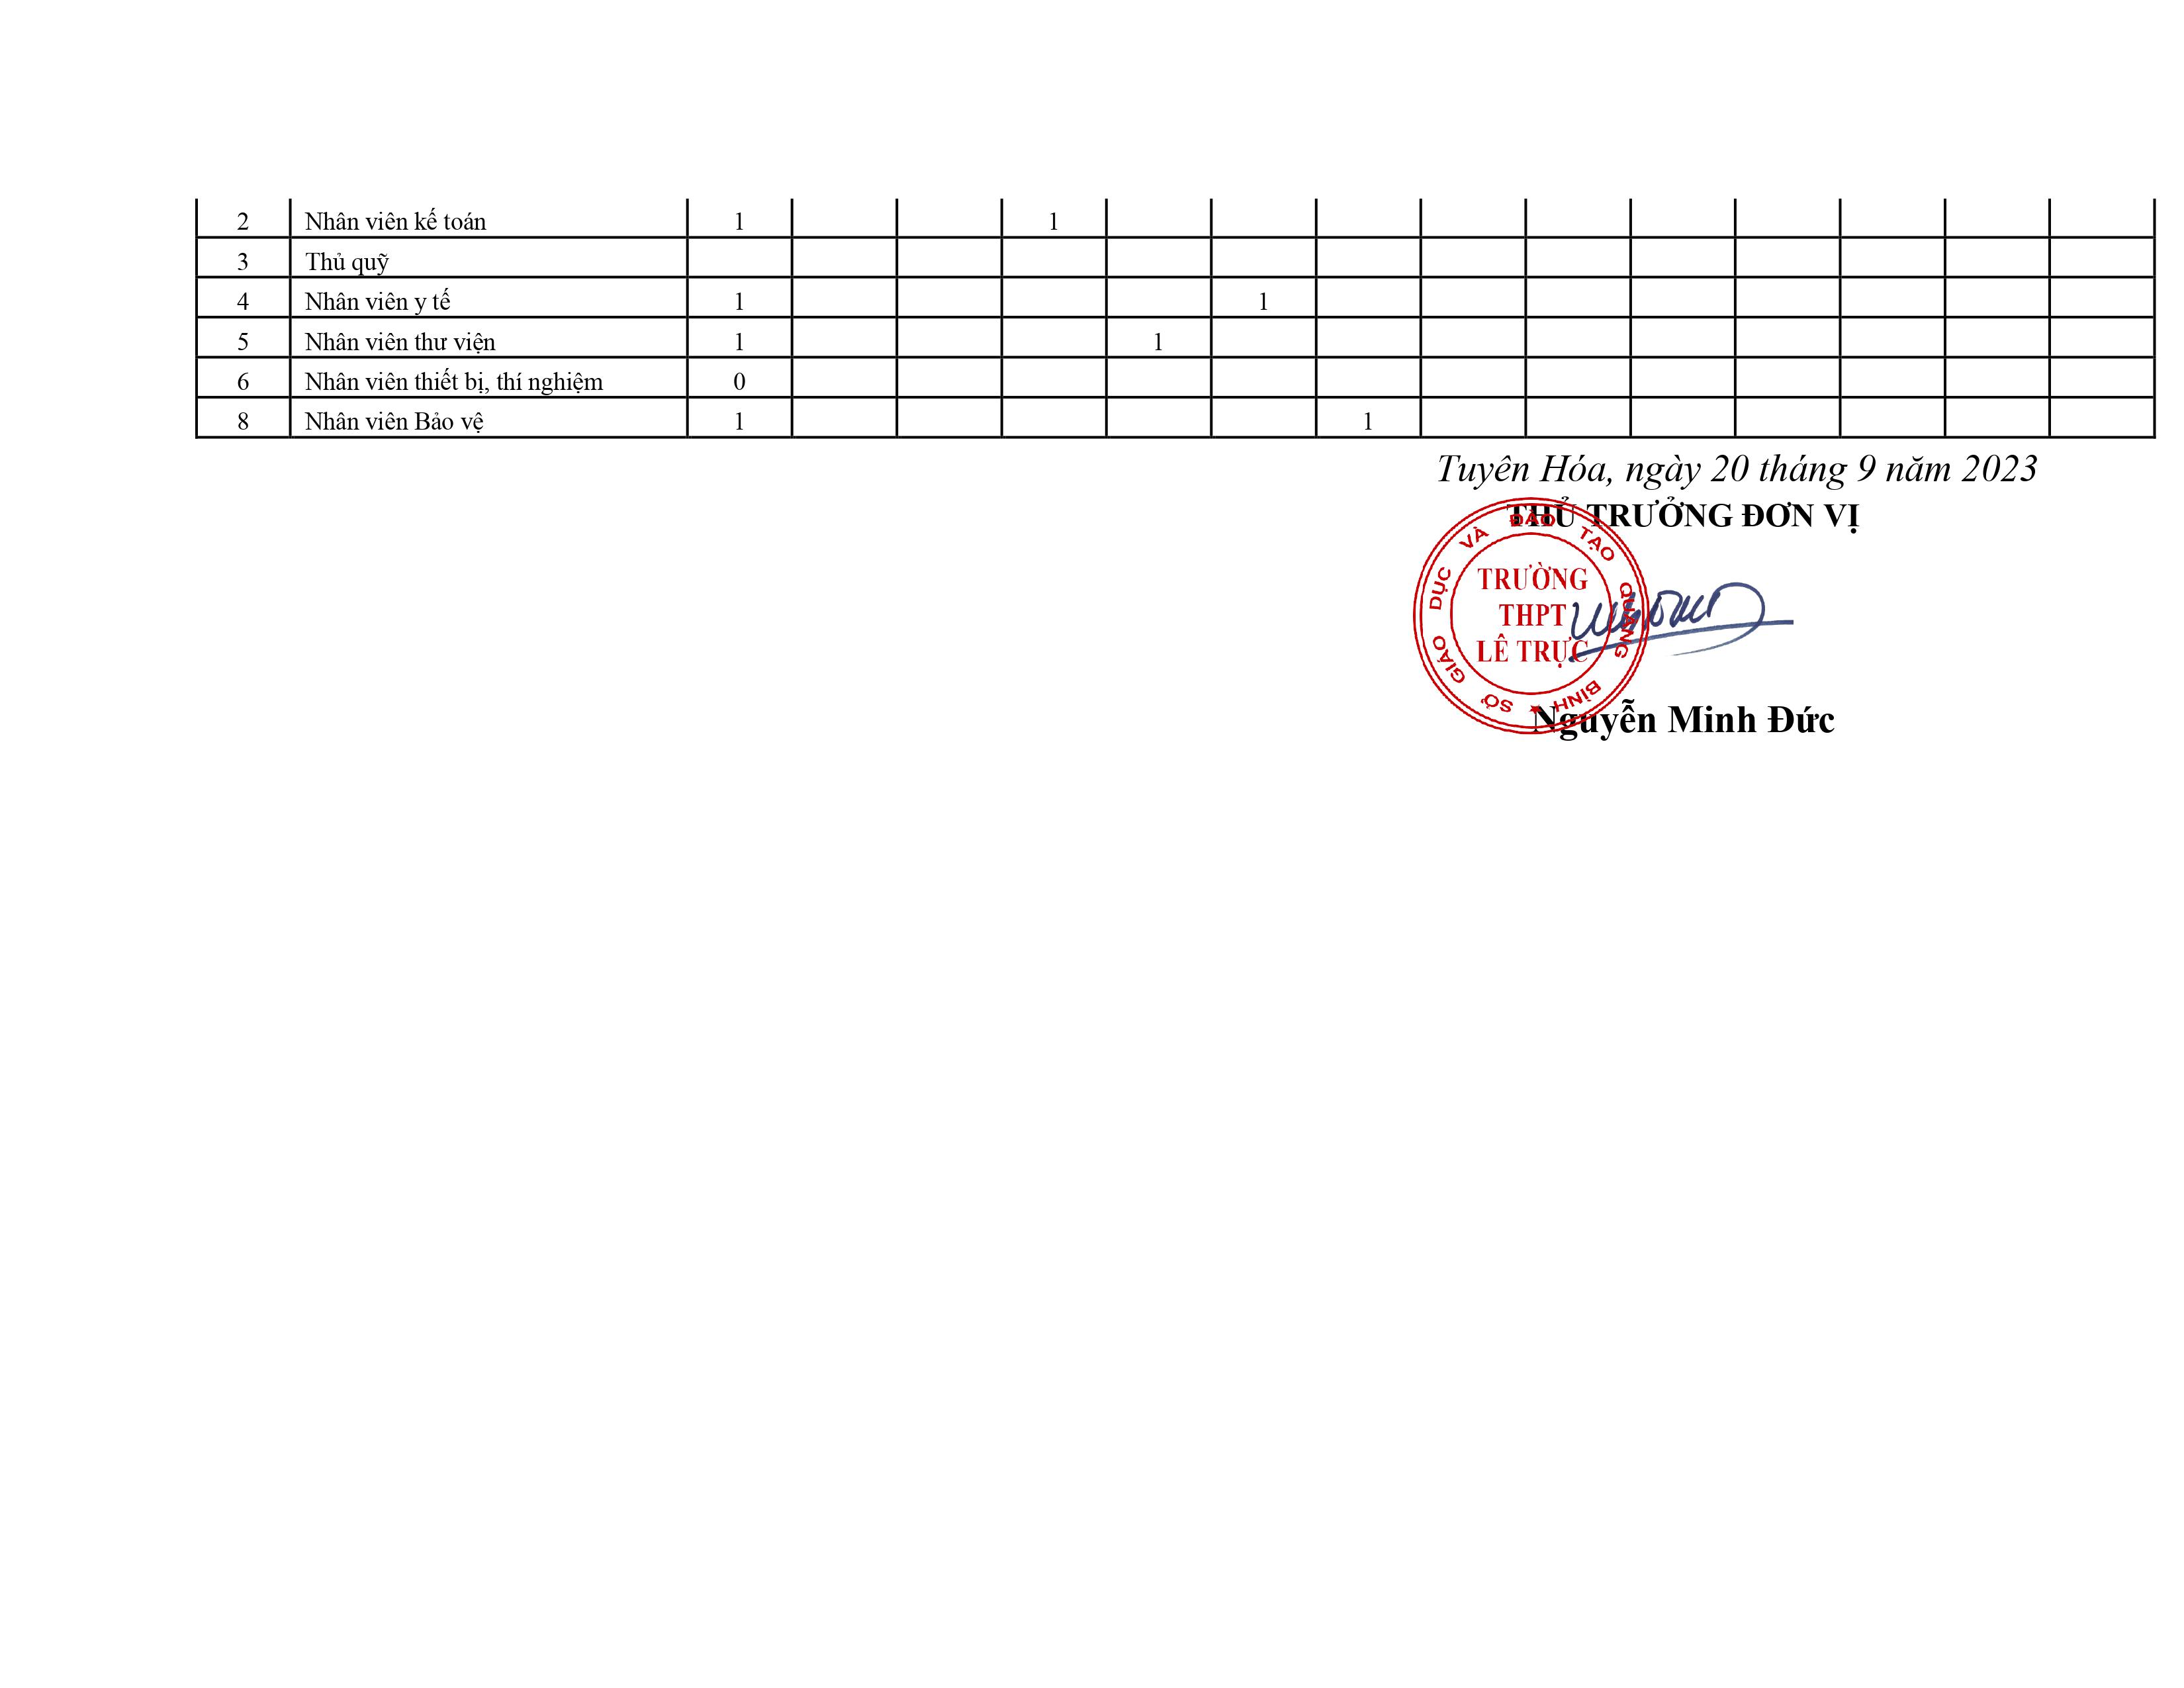 2 Nhân viên kế toán 1 1
3 Thủ quỹ
4 Nhân viên y tế 1 1
5 Nhân viên thư viện 1 1
6 Nhân viên thiết bị, thí nghiệm 0
8 Nhân viên Bảo vệ 1 1
Tuyên Hóa, ngày 20 tháng 9 năm 2023
THỦ TRƯỞNG ĐƠN VỊ
SỞ GIÁO DỤC VÀ ĐÀO TẠO QUẢNG BÌNH
TRƯỜNG
THPT
LÊ TRỰC
Nguyễn Minh Đức